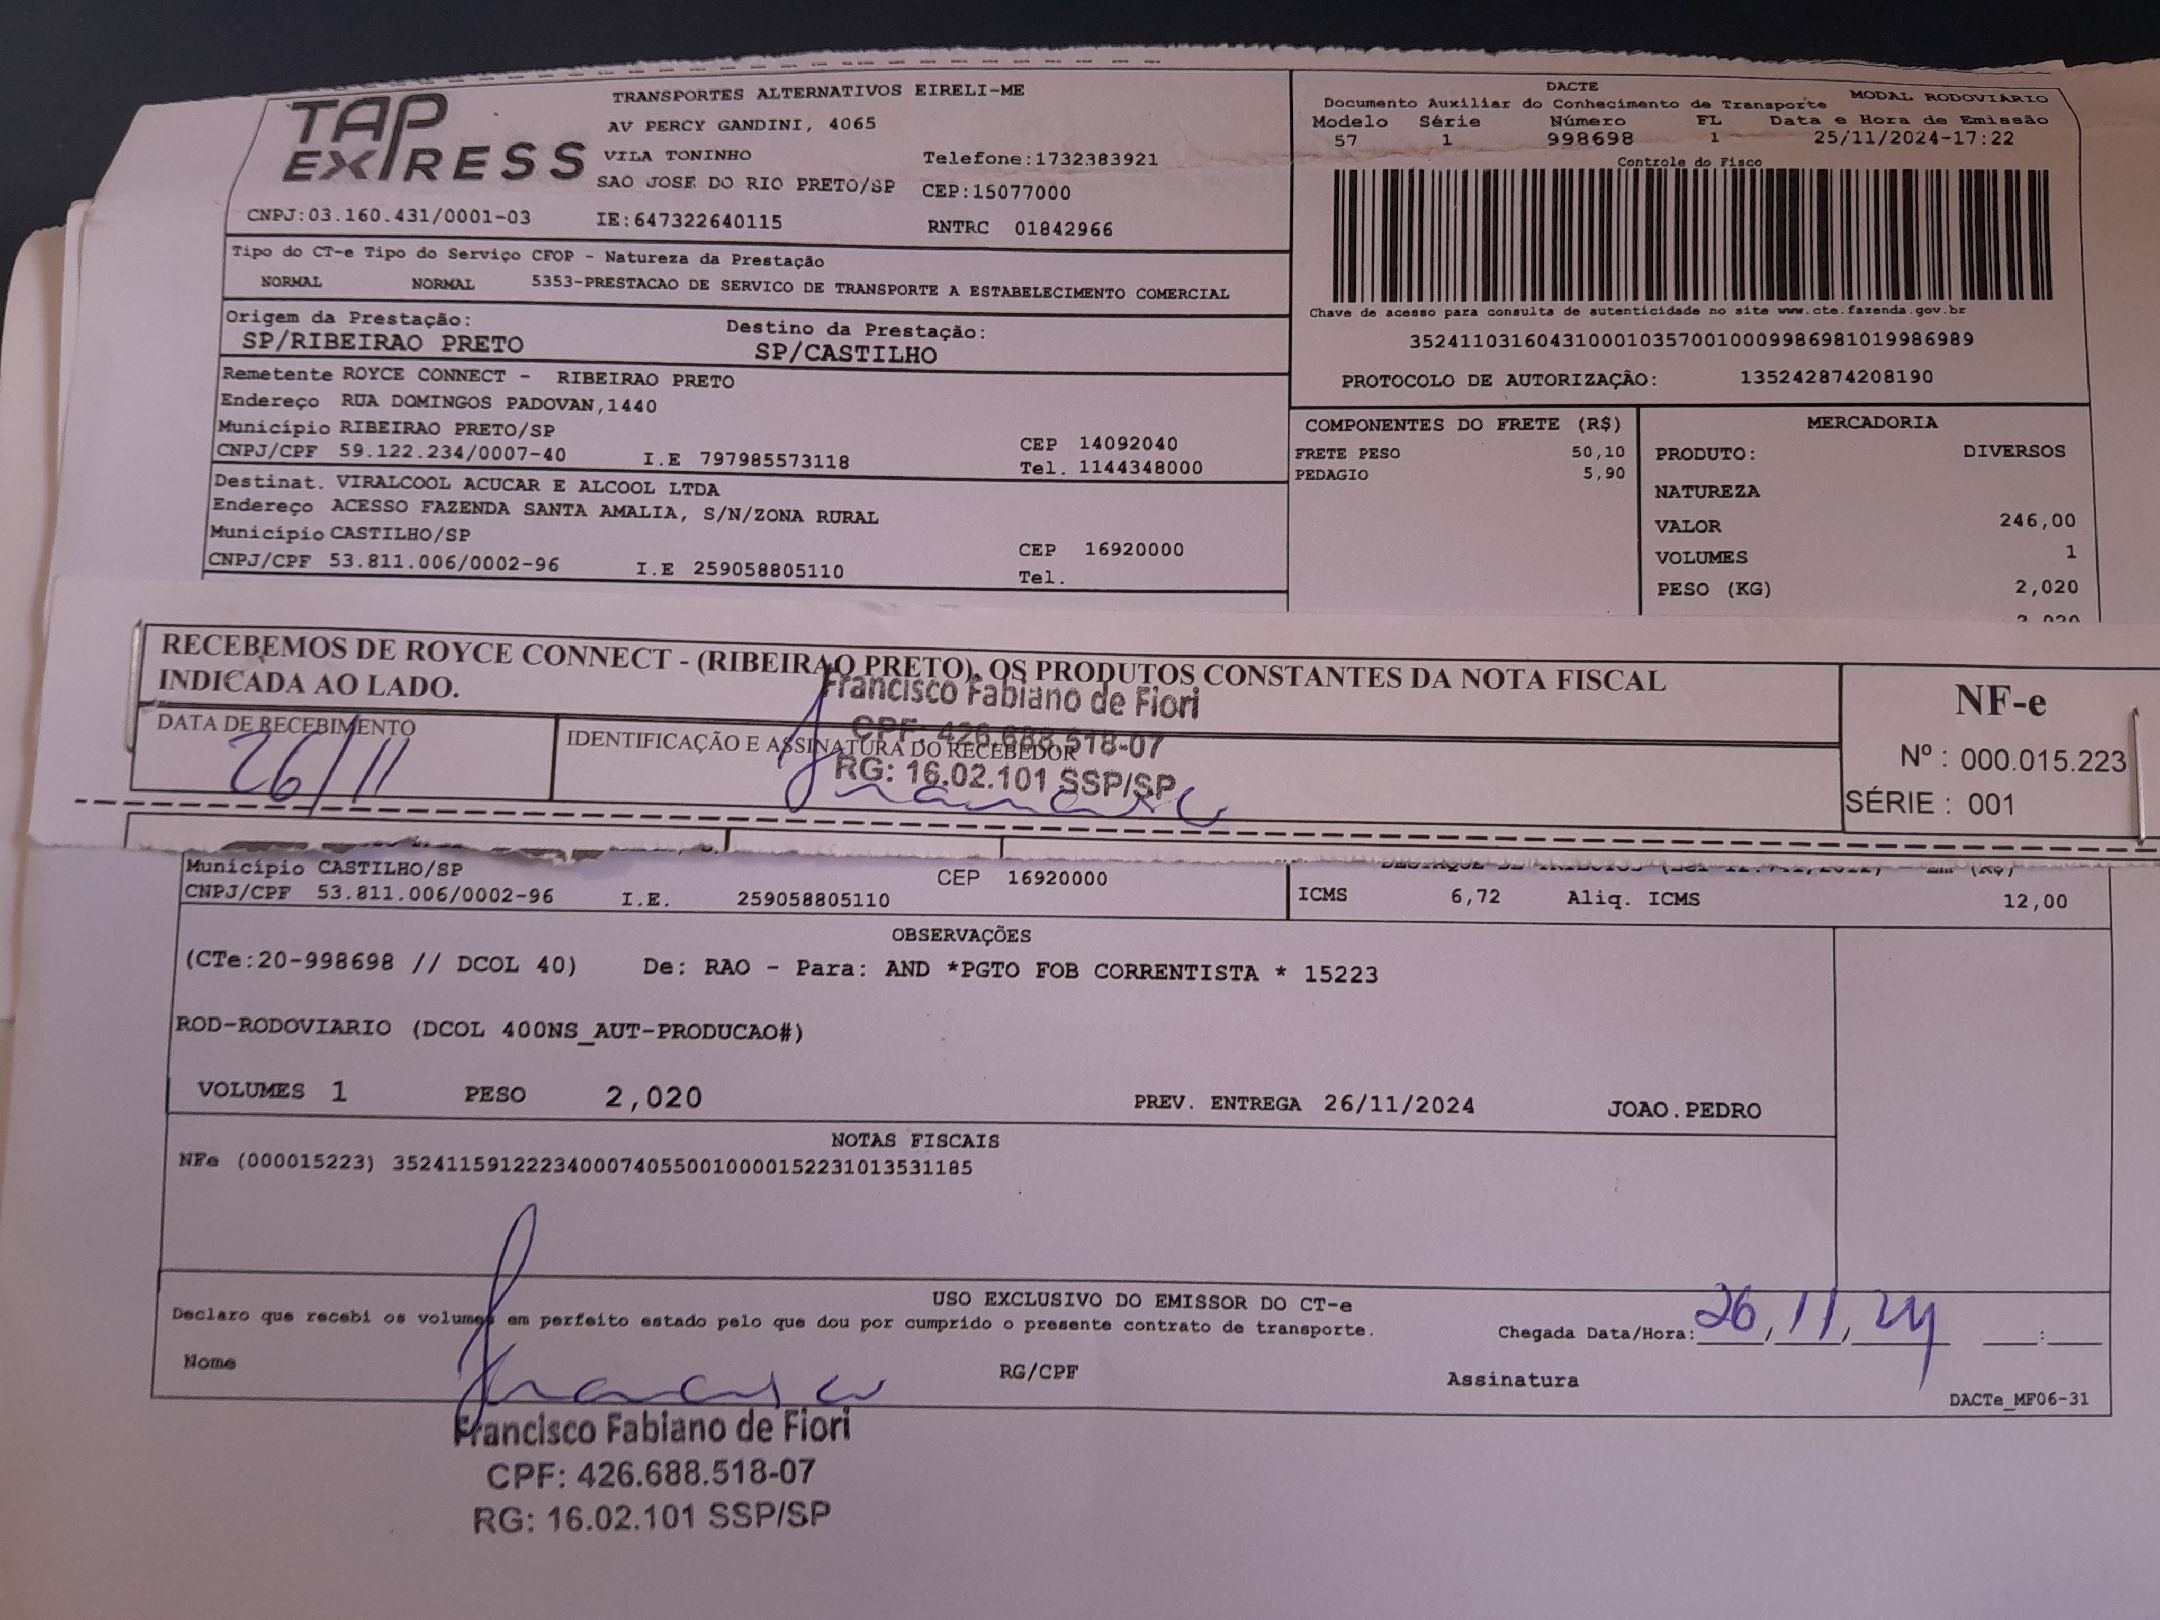 TAP EXPRESS
TRANSPORTES ALTERNATIVOS EIRELI-ME
AV PERCY GANDINI, 4065
VILA TONINHO Telefone:1732383921
SAO JOSE DO RIO PRETO/SP CEP:15077000
CNPJ:03.160.431/0001-03 IE:647322640115 RNTRC 01842966
Tipo do CT-e Tipo do Serviço CFOP - Natureza da Prestação
NORMAL NORMAL 5353-PRESTACAO DE SERVICO DE TRANSPORTE A ESTABELECIMENTO COMERCIAL
Origem da Prestação: Destino da Prestação:
SP/RIBEIRAO PRETO SP/CASTILHO
Remetente ROYCE CONNECT - RIBEIRAO PRETO
Endereço RUA DOMINGOS PADOVAN,1440
Município RIBEIRAO PRETO/SP CEP 14092040
CNPJ/CPF 59.122.234/0007-40 I.E 797985573118 Tel. 1144348000
Destinat. VIRALCOOL ACUCAR E ALCOOL LTDA
Endereço ACESSO FAZENDA SANTA AMALIA, S/N/ZONA RURAL
Município CASTILHO/SP CEP 16920000
CNPJ/CPF 53.811.006/0002-96 I.E 259058805110 Tel.
DACTE
Documento Auxiliar do Conhecimento de Transporte MODAL RODOVIÁRIO
Modelo Série Número FL Data e Hora de Emissão
57 1 998698 1 25/11/2024-17:22
Controle do Fisco
Chave de acesso para consulta de autenticidade no site www.cte.fazenda.gov.br
35241103160431000103570010009986981019986989
PROTOCOLO DE AUTORIZAÇÃO: 135242874208190
COMPONENTES DO FRETE (R$)
FRETE PESO 50,10
PEDAGIO 5,90
MERCADORIA
PRODUTO: DIVERSOS
NATUREZA
VALOR 246,00
VOLUMES 1
PESO (KG) 2,020
2,020
RECEBEMOS DE ROYCE CONNECT - (RIBEIRAO PRETO), OS PRODUTOS CONSTANTES DA NOTA FISCAL
INDICADA AO LADO.
DATA DE RECEBIMENTO
26/11
IDENTIFICAÇÃO E ASSINATURA DO RECEBEDOR
Francisco Fabiano de Fiori
CPF: 426.688.518-07
RG: 16.02.101 SSP/SP
Francisco
NF-e
Nº : 000.015.223
SÉRIE : 001
Município CASTILHO/SP CEP 16920000
CNPJ/CPF 53.811.006/0002-96 I.E. 259058805110
ICMS 6,72 Aliq. ICMS 12,00
OBSERVAÇÕES
(CTe:20-998698 // DCOL 40) De: RAO - Para: AND *PGTO FOB CORRENTISTA * 15223
ROD-RODOVIARIO (DCOL 400NS_AUT-PRODUCAO#)
VOLUMES 1 PESO 2,020 PREV. ENTREGA 26/11/2024 JOAO.PEDRO
NOTAS FISCAIS
NFe (000015223) 35241159122234000740550010000152231013531185
USO EXCLUSIVO DO EMISSOR DO CT-e
Declaro que recebi os volumes em perfeito estado pelo que dou por cumprido o presente contrato de transporte.
Chegada Data/Hora: 26/11/24 :
Nome RG/CPF Assinatura
Francisco
DACTe_MF06-31
Francisco Fabiano de Fiori
CPF: 426.688.518-07
RG: 16.02.101 SSP/SP